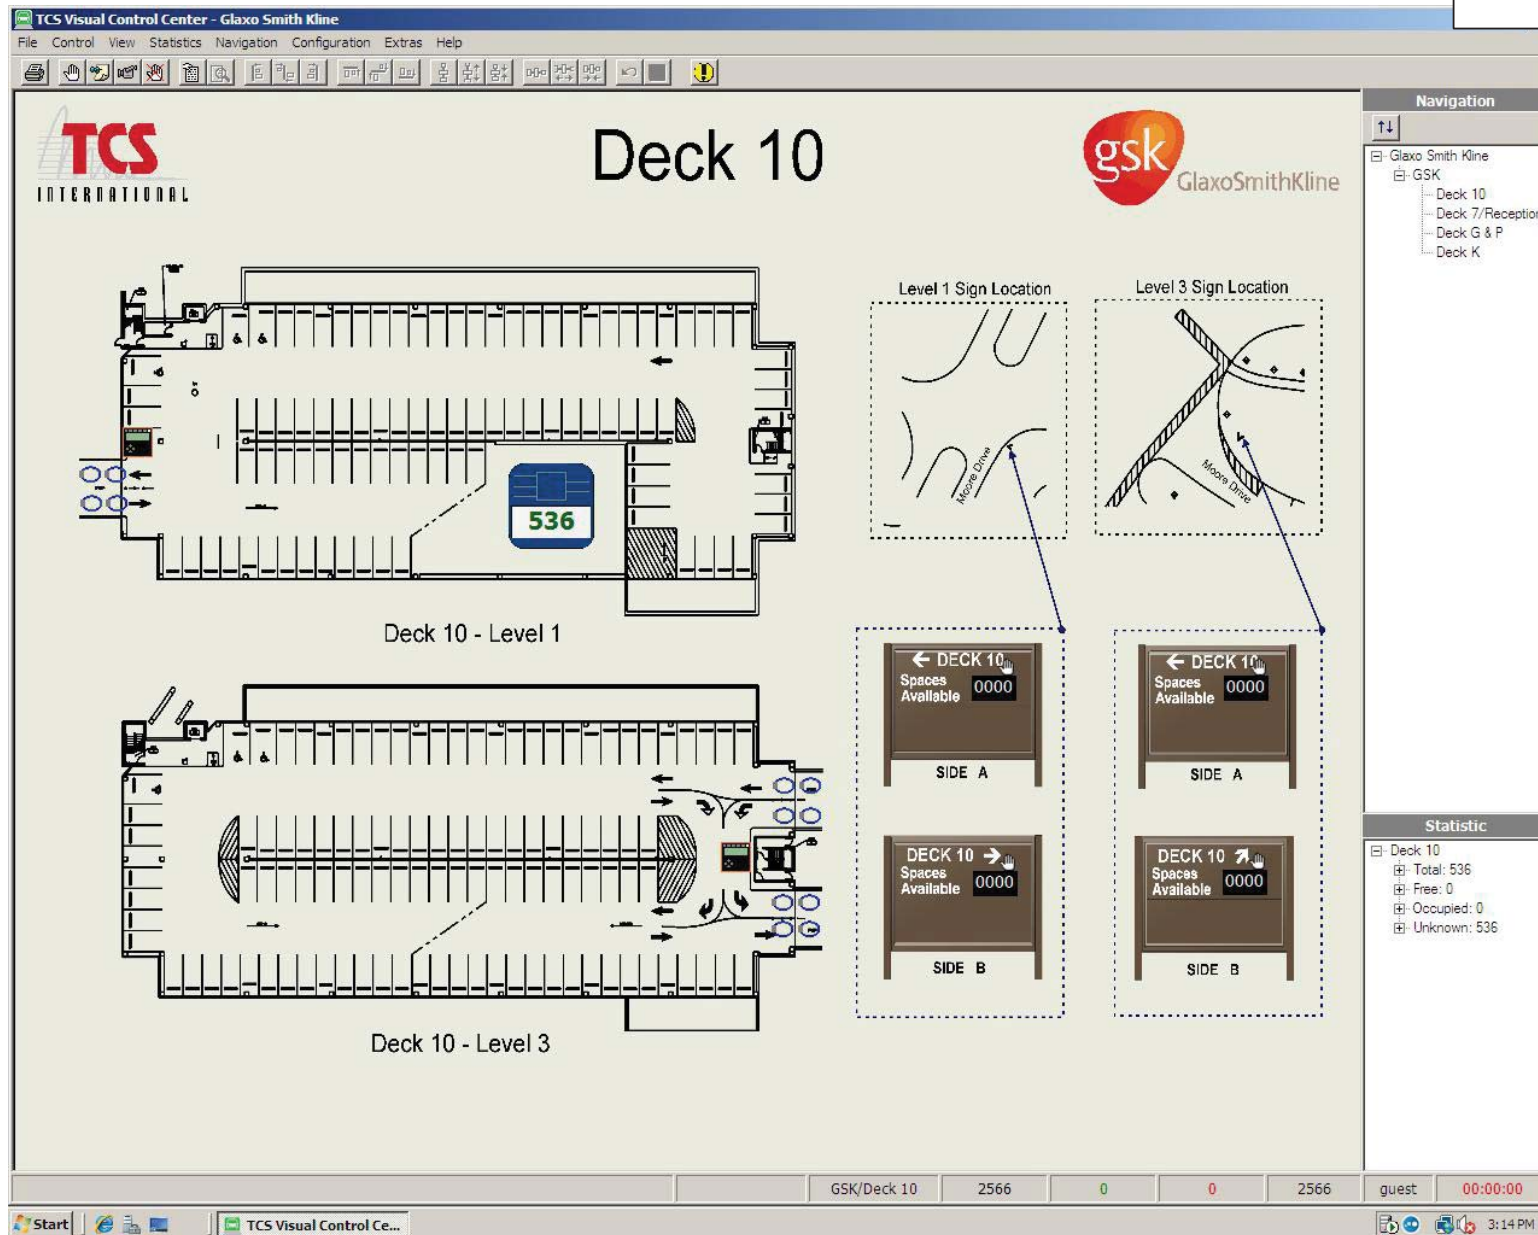 TCS Visual Control Center - Glaxo Smith Kline
File Control View Statistics Navigation Configuration Extras Help
TCS
INTERNATIONAL
Deck 10
gsk
GlaxoSmithKline
Level 1 Sign Location
Level 3 Sign Location
Moore Drive
Moore Drive
536
Deck 10 - Level 1
← DECK 10
Spaces
Available 0000
SIDE A
← DECK 10
Spaces
Available 0000
SIDE A
DECK 10 →
Spaces
Available 0000
SIDE B
DECK 10 ↗
Spaces
Available 0000
SIDE B
Deck 10 - Level 3
Navigation
Glaxo Smith Kline
GSK
Deck 10
Deck 7/Reception
Deck G & P
Deck K
Statistic
Deck 10
Total: 536
Free: 0
Occupied: 0
Unknown: 536
GSK/Deck 10 2566 0 0 2566 guest 00:00:00
Start TCS Visual Control Ce... 3:14 PM